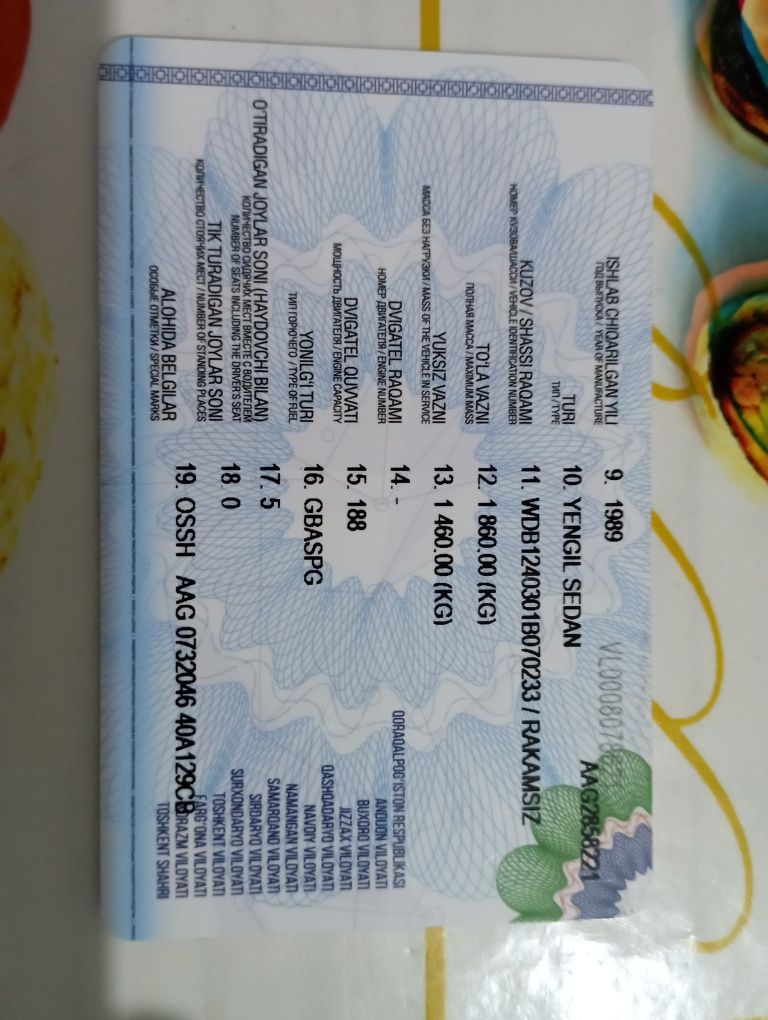 ISHLAB CHIQARILGAN YILI 9. 1989
ГОД ВЫПУСКА / YEAR OF MANUFACTURE
AAG2858221
TURI 10. YENGIL SEDAN
ТИП / TYPE
KUZOV / SHASSI RAQAMI 11. WDB1240301B070233 / RAKAMSIZ
НОМЕР КУЗОВА/ШАССИ / VEHICLE IDENTIFICATION NUMBER
TO'LA VAZNI 12. 1 860.00 (KG)
ПОЛНАЯ МАССА / MAXIMUM MASS
YUKSIZ VAZNI 13. 1 460.00 (KG)
МАССА БЕЗ НАГРУЗКИ / MASS OF THE VEHICLE IN SERVICE
DVIGATEL RAQAMI 14. -
НОМЕР ДВИГАТЕЛЯ / ENGINE NUMBER
DVIGATEL QUVVATI 15. 188
МОЩНОСТЬ ДВИГАТЕЛЯ / ENGINE CAPACITY
YONILG'I TURI 16. GBASPG
ТИП ГОРЮЧЕГО / TYPE OF FUEL
O'TIRADIGAN JOYLAR SONI (HAYDOVCHI BILAN) 17. 5
КОЛИЧЕСТВО СИДЯЧИХ МЕСТ ВМЕСТЕ С ВОДИТЕЛЕМ
NUMBER OF SEATS INCLUDING THE DRIVER'S SEAT
TIK TURADIGAN JOYLAR SONI 18. 0
КОЛИЧЕСТВО СТОЯЧИХ МЕСТ / NUMBER OF STANDING PLACES
ALOHIDA BELGILAR 19. OSSH AAG 0732046 40A129CB
ОСОБЫЕ ОТМЕТКИ / SPECIAL MARKS
QORAQALPOG'ISTON RESPUBLIKASI
ANDIJON VILOYATI
BUXORO VILOYATI
JIZZAX VILOYATI
QASHQADARYO VILOYATI
NAVOIY VILOYATI
NAMANGAN VILOYATI
SAMARQAND VILOYATI
SIRDARYO VILOYATI
SURXONDARYO VILOYATI
TOSHKENT VILOYATI
FARG'ONA VILOYATI
VILOYATI
TOSHKENT SHAHRI